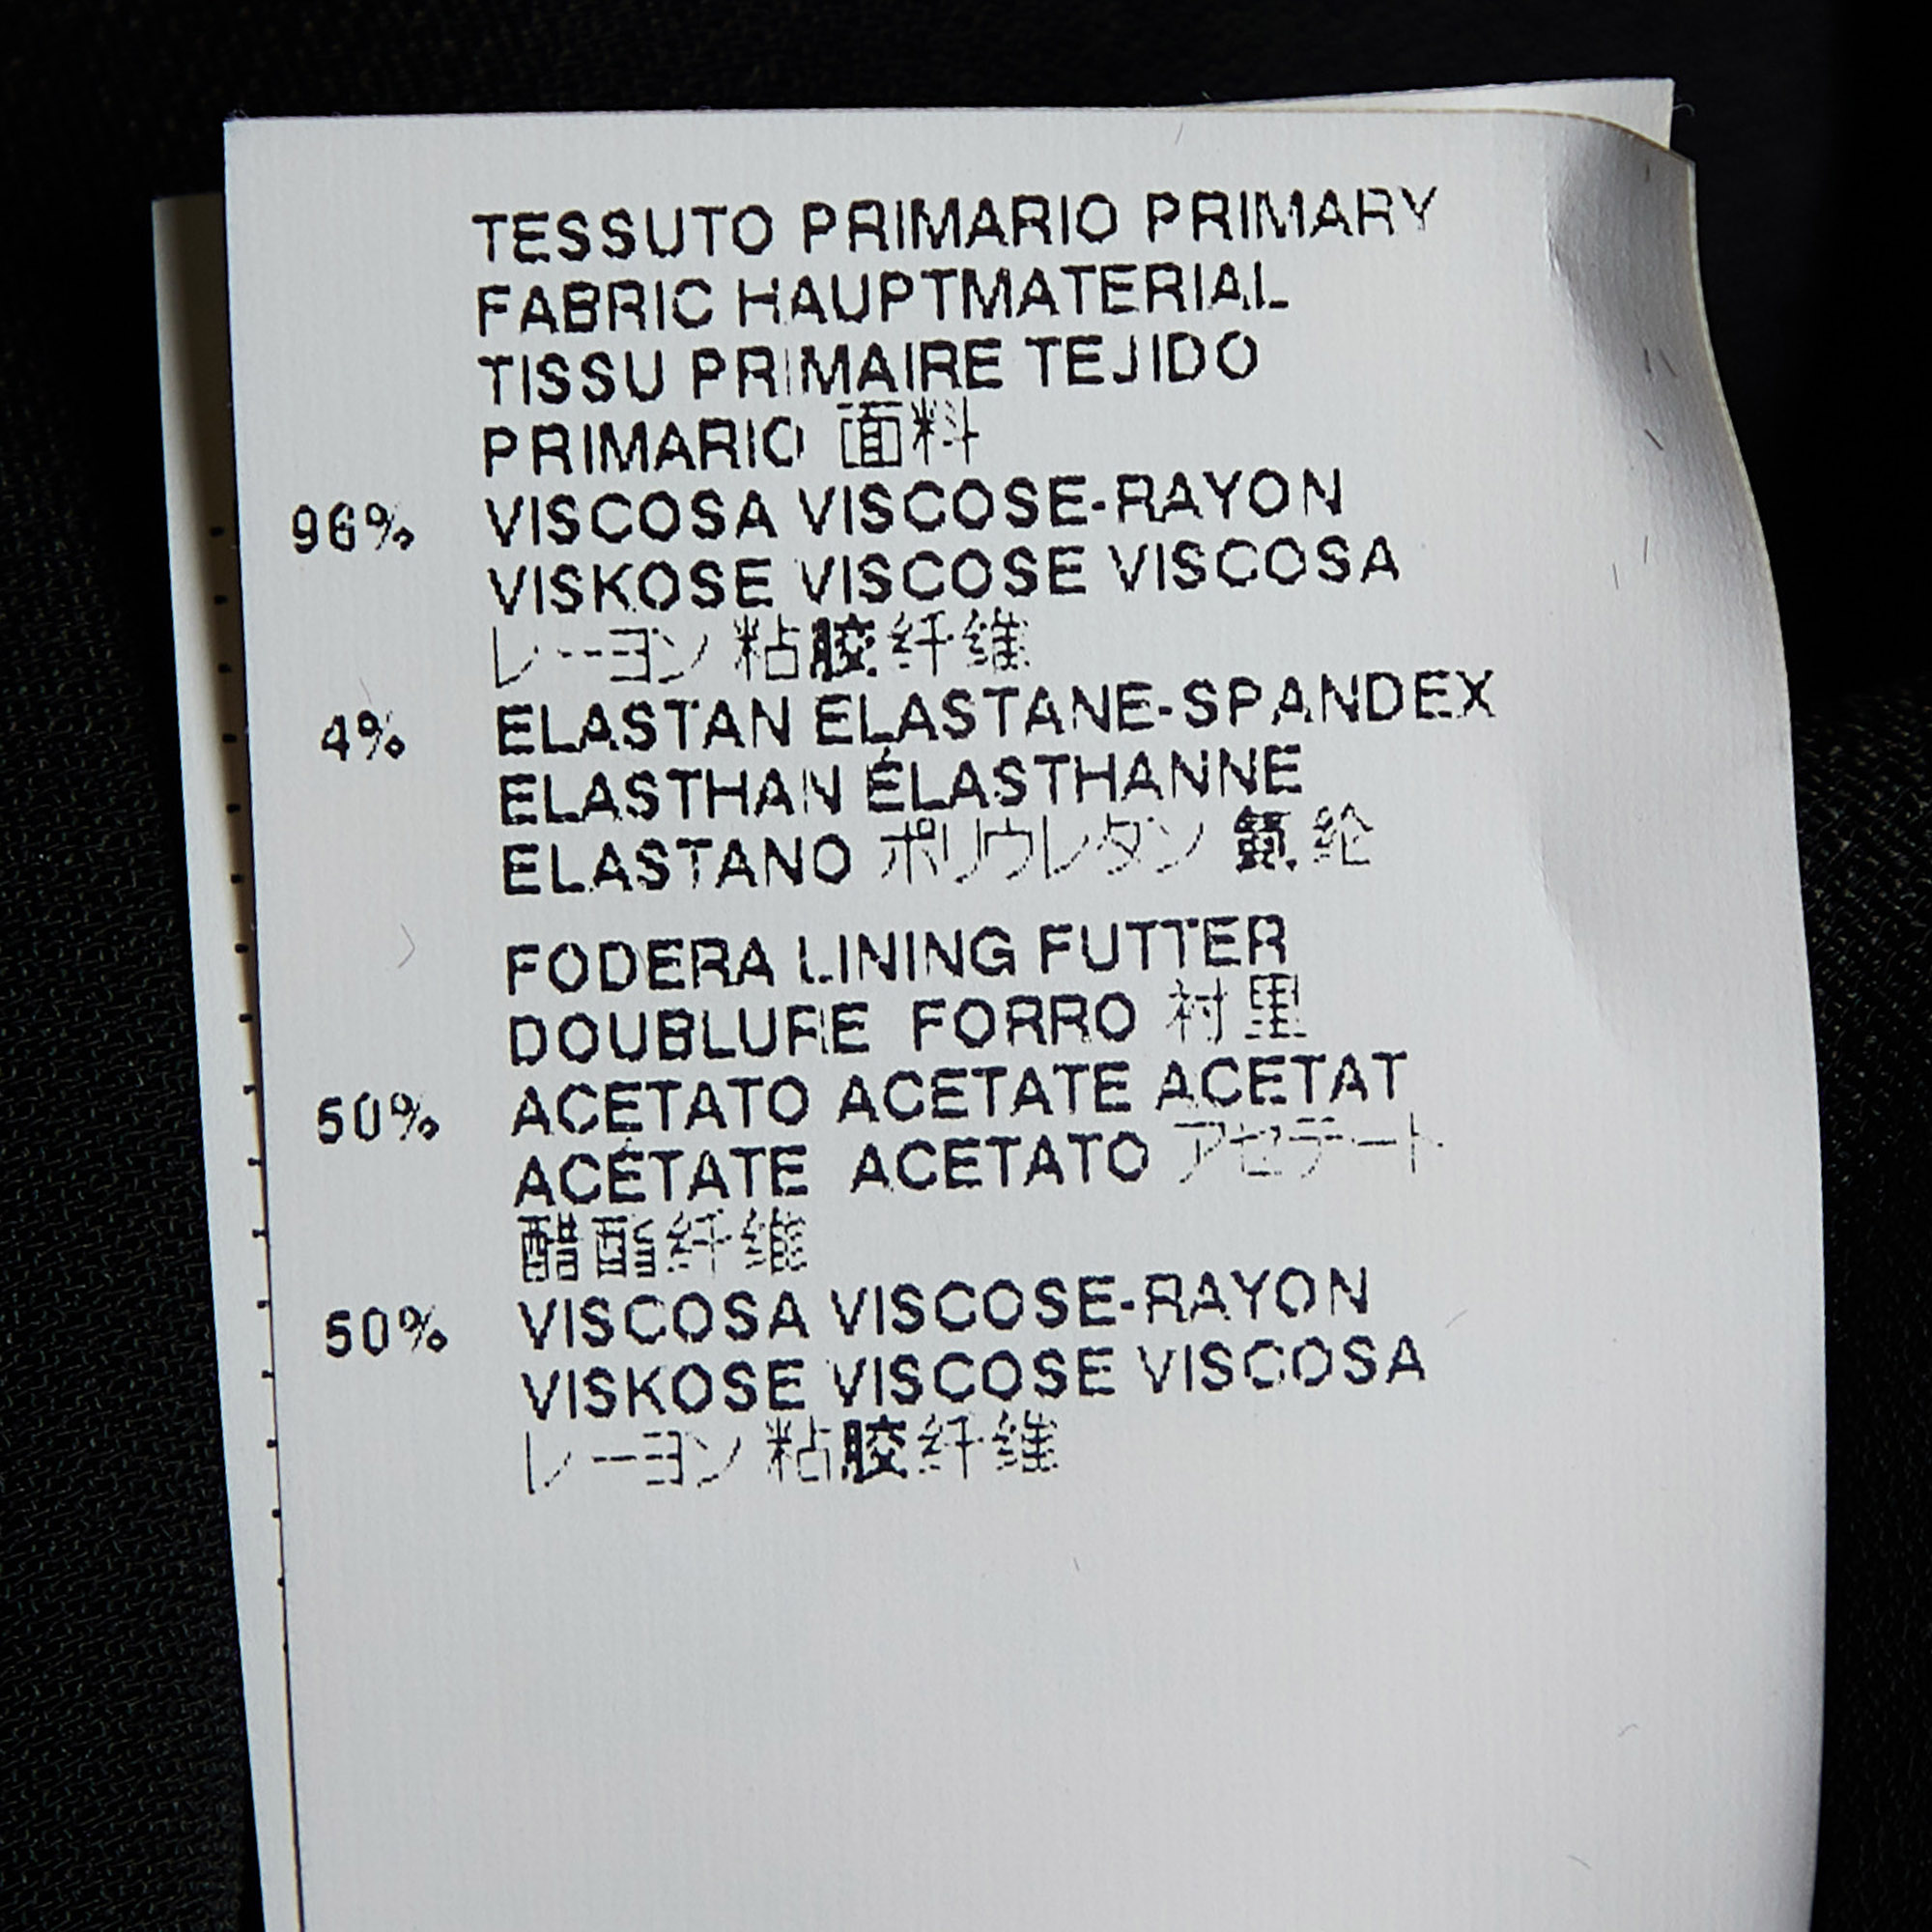 TESSUTO PRIMARIO PRIMARY
FABRIC HAUPTMATERIAL
TISSU PRIMAIRE TEJIDO
PRIMARIO 面料
96% VISCOSA VISCOSE-RAYON
VISKOSE VISCOSE VISCOSA
レーヨン 粘胶纤维
4% ELASTAN ELASTANE-SPANDEX
ELASTHAN ÉLASTHANNE
ELASTANO ポリウレタン 氨纶
FODERA LINING FUTTER
DOUBLURE FORRO 衬里
50% ACETATO ACETATE ACETAT
ACÉTATE ACETATO アセテート
醋酯纤维
50% VISCOSA VISCOSE-RAYON
VISKOSE VISCOSE VISCOSA
レーヨン 粘胶纤维